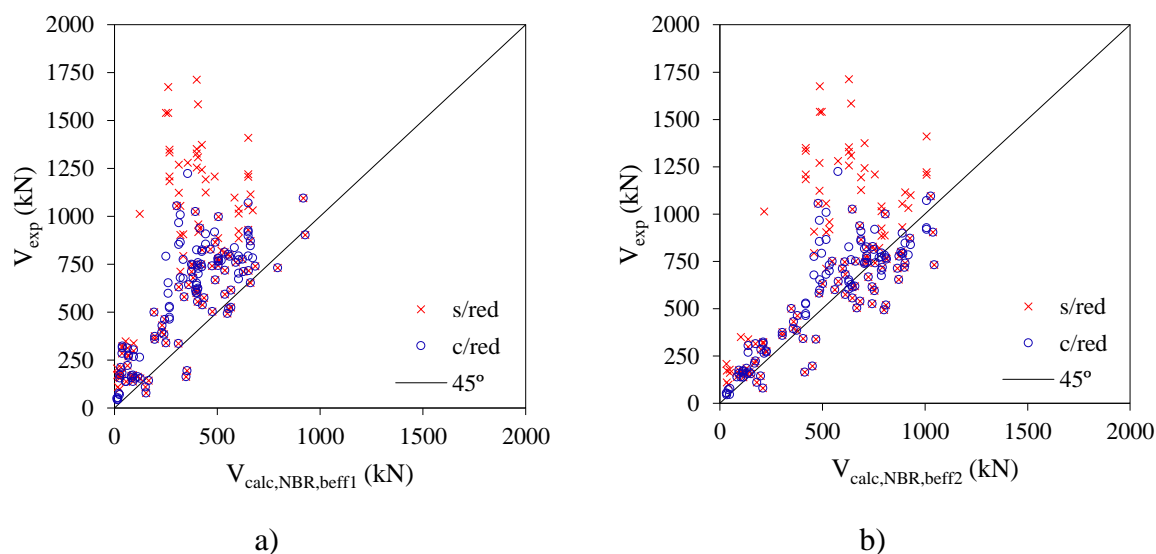 2000
1750
1500
1250
1000
750
500
250
0
V_exp (kN)
0 500 1000 1500 2000
V_calc,NBR,beff1 (kN)
s/red
c/red
45º
a)
2000
1750
1500
1250
1000
750
500
250
0
V_exp (kN)
0 500 1000 1500 2000
V_calc,NBR,beff2 (kN)
s/red
c/red
45º
b)